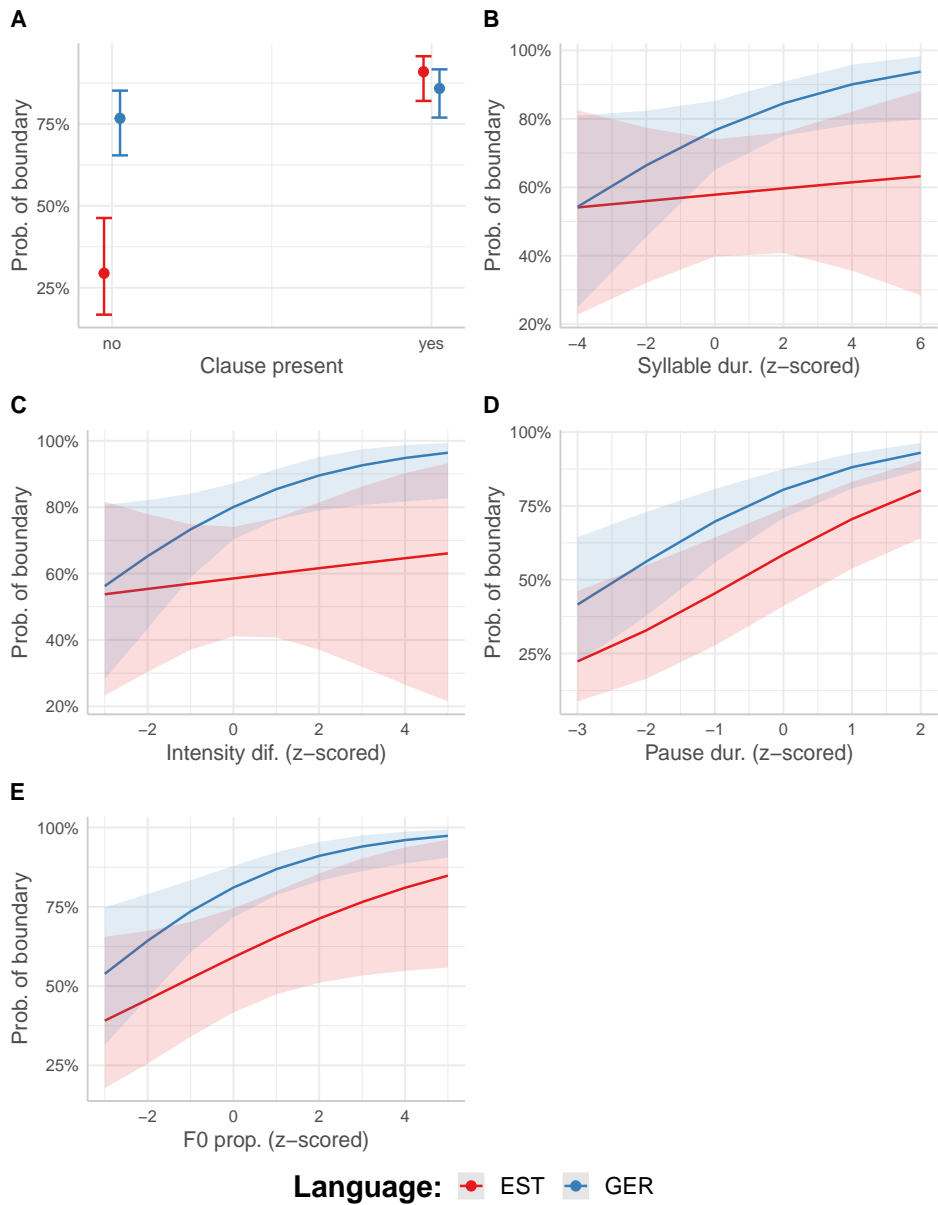 A
Prob. of boundary
75%
50%
25%
no
yes
Clause present
B
Prob. of boundary
100%
80%
60%
40%
20%
−4
−2
0
2
4
6
Syllable dur. (z−scored)
C
Prob. of boundary
100%
80%
60%
40%
20%
−2
0
2
4
Intensity dif. (z−scored)
D
Prob. of boundary
100%
75%
50%
25%
−3
−2
−1
0
1
2
Pause dur. (z−scored)
E
Prob. of boundary
100%
75%
50%
25%
−2
0
2
4
F0 prop. (z−scored)
Language: EST GER